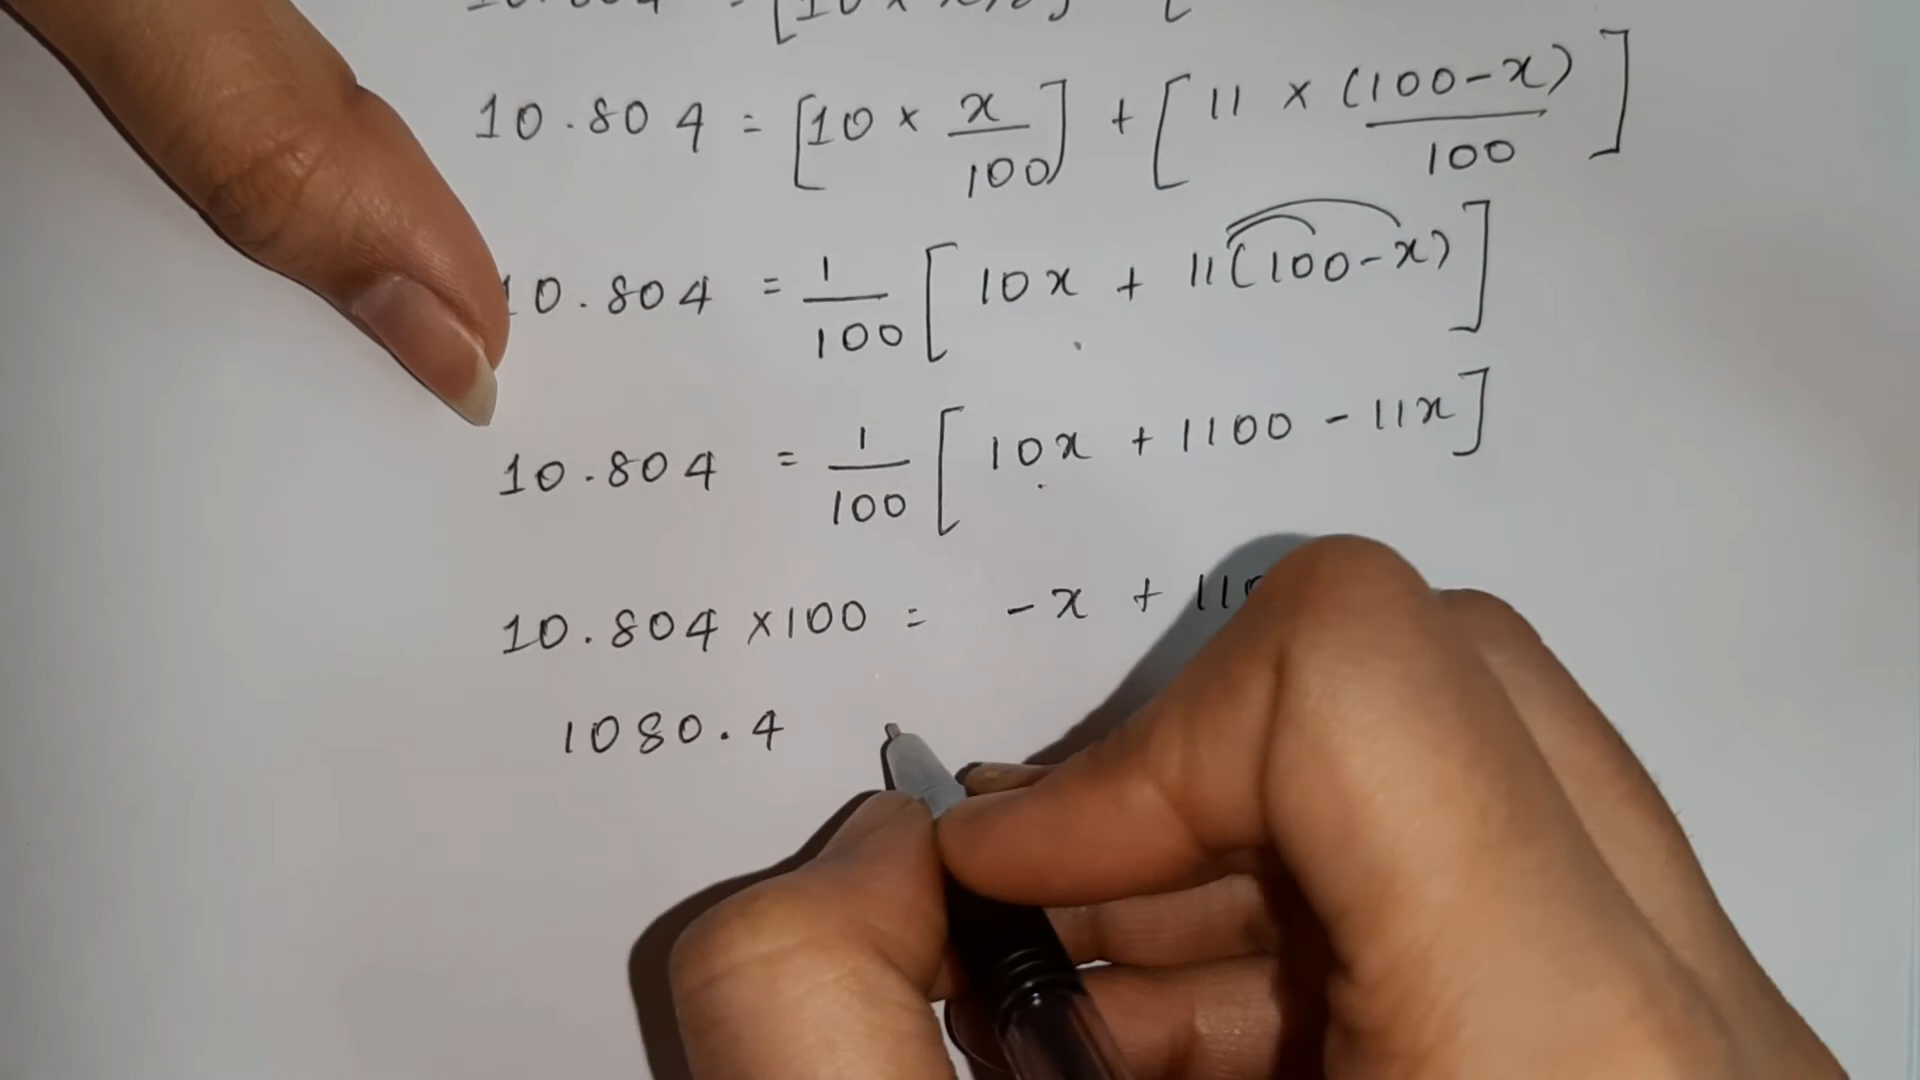 10.804 = [10 × x/100] + [11 × (100-x)/100]
10.804 = 1/100 [10x + 11(100-x)]
10.804 = 1/100 [10x + 1100 - 11x]
10.804 ×100 = -x + 110
1080.4